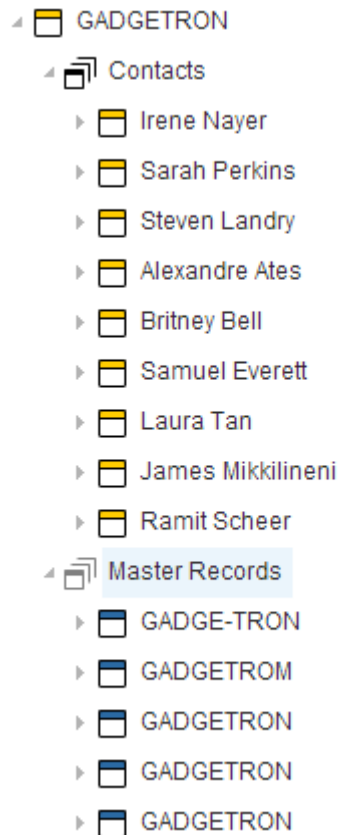 GADGETRON
Contacts
Irene Nayer
Sarah Perkins
Steven Landry
Alexandre Ates
Britney Bell
Samuel Everett
Laura Tan
James Mikkilineni
Ramit Scheer
Master Records
GADGE-TRON
GADGETROM
GADGETRON
GADGETRON
GADGETRON